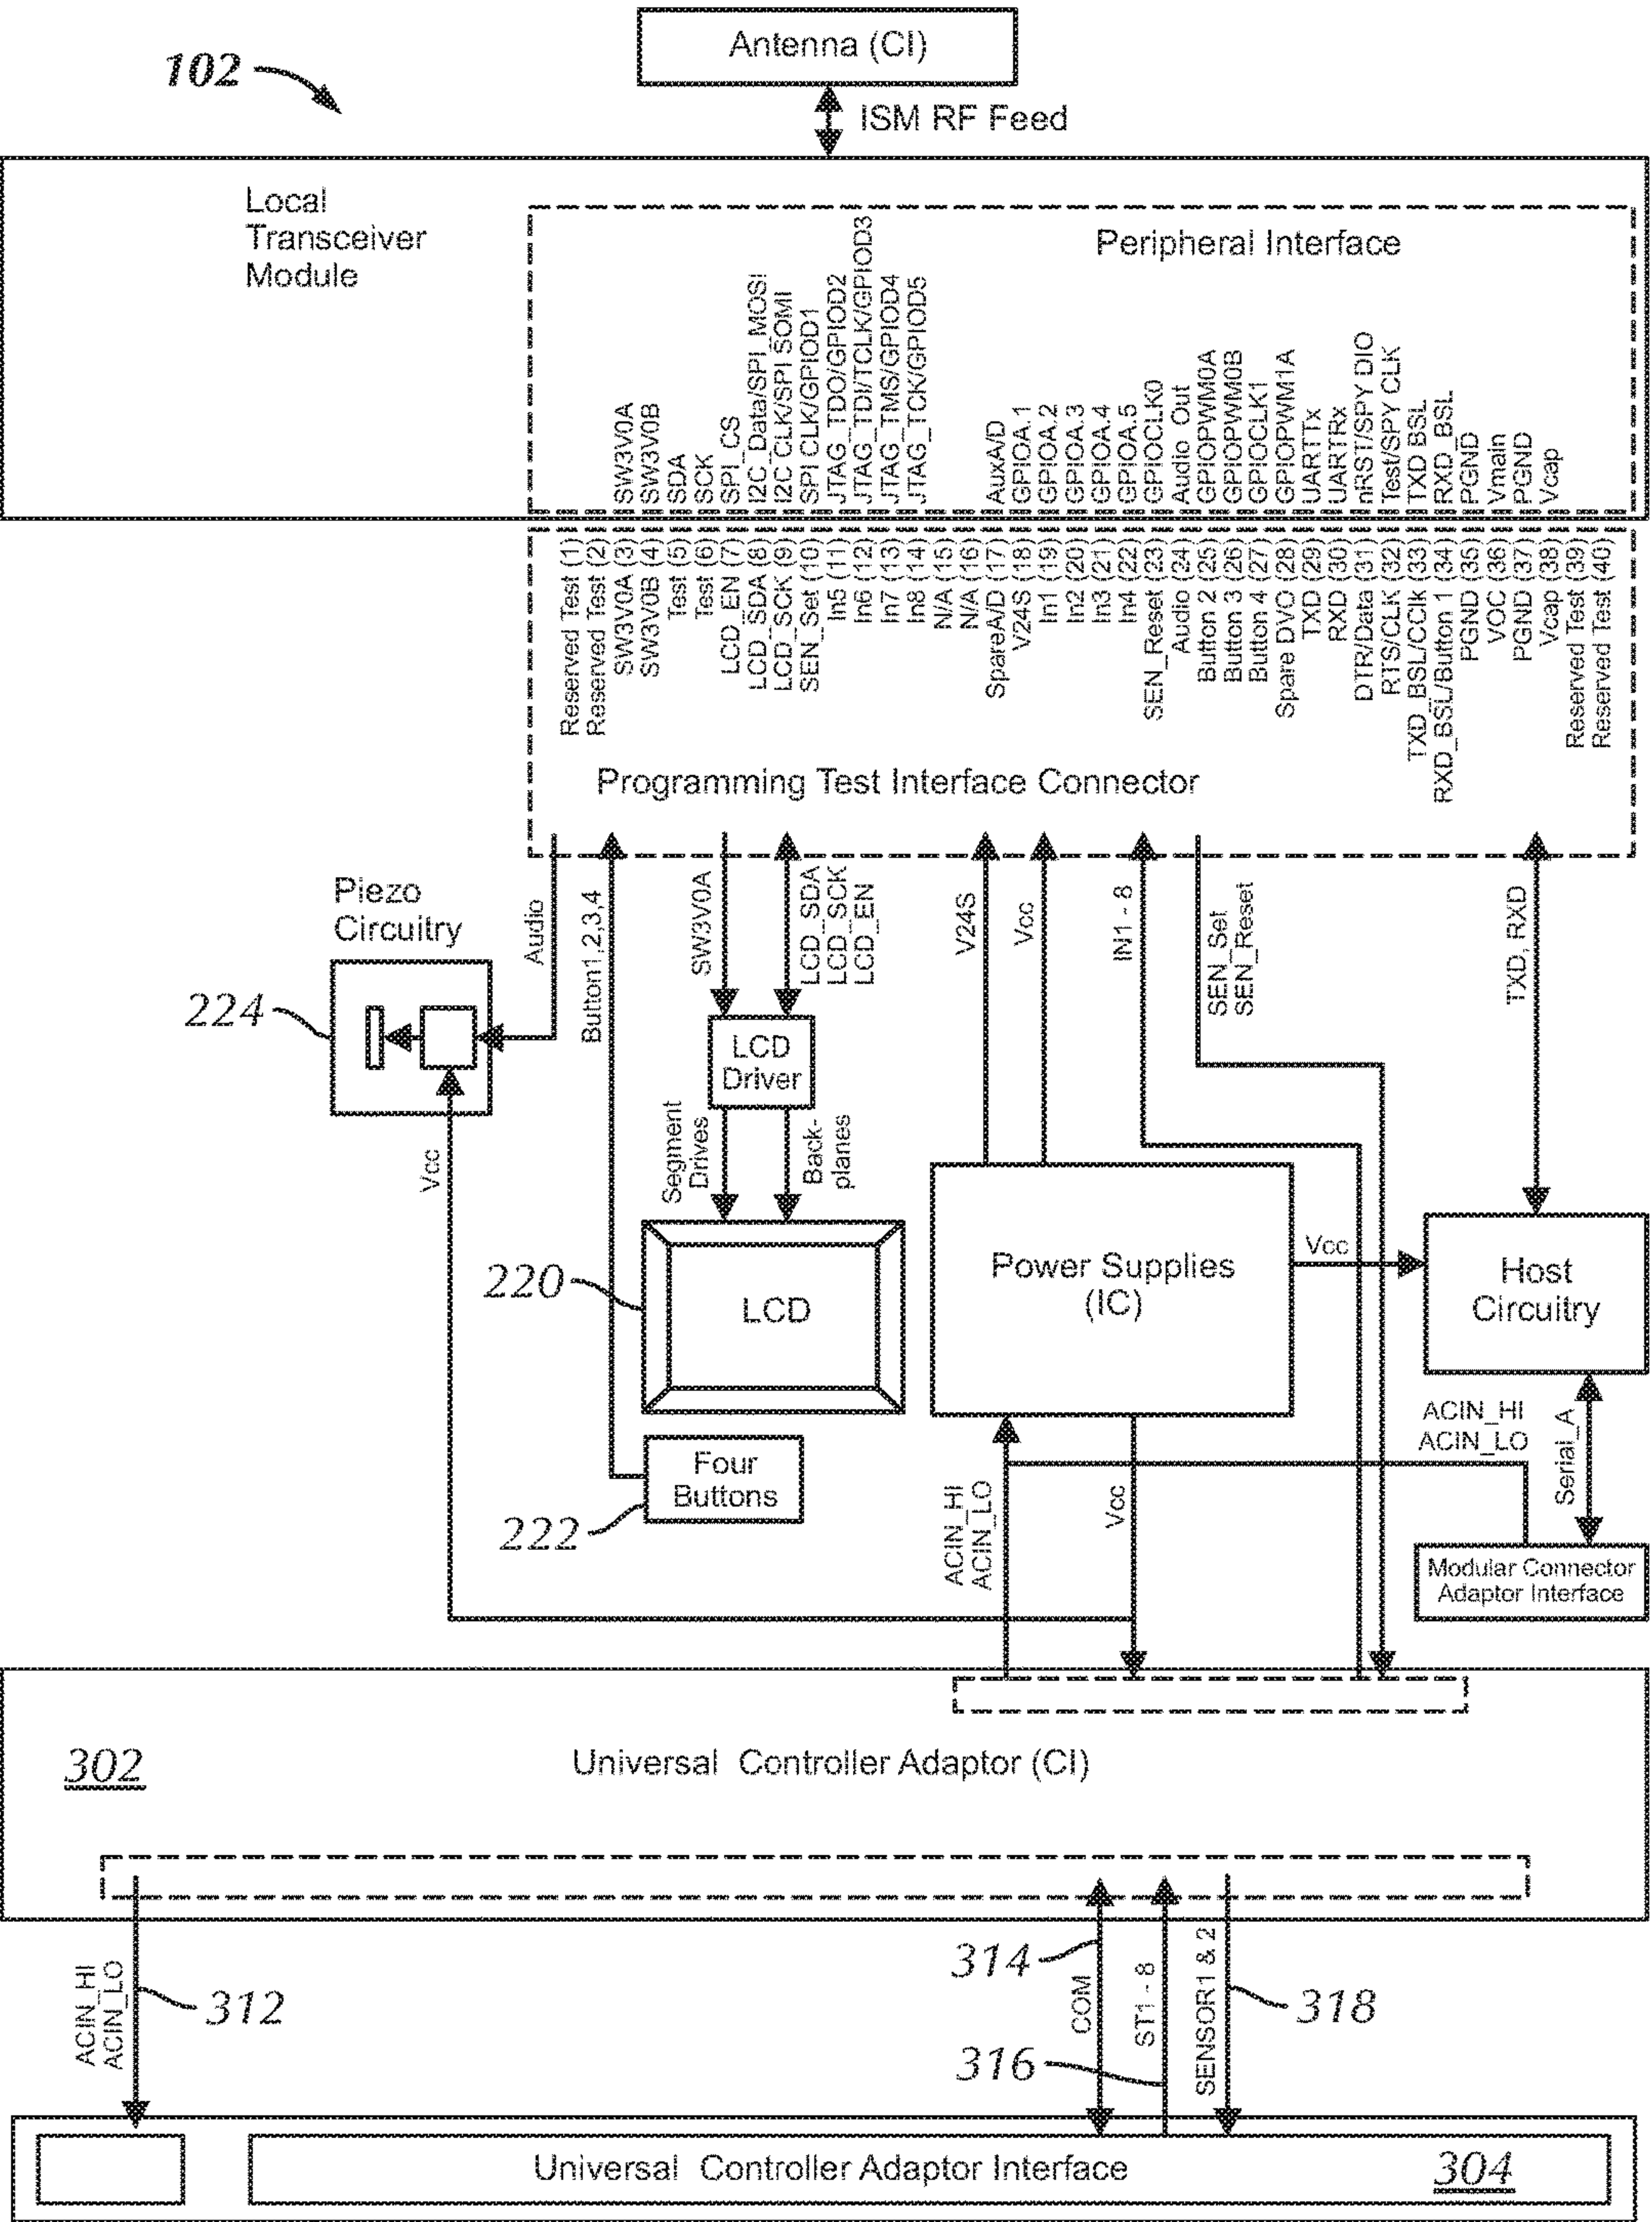 Antenna (CI)
102
ISM RF Feed
Local
Transceiver
Module
Peripheral Interface
SW3V0A
SW3V0B
SDA
SCK
SPI_CS
I2C_Data/SPI_MOSI
I2C CLK/SPI SOMI
SPI CLK/GPIOD1
JTAG_TDO/GPIOD2
JTAG_TDI/TCLK/GPIOD3
JTAG_TMS/GPIOD4
JTAG_TCK/GPIOD5
AuxA/D
GPIOA.1
GPIOA.2
GPIOA.3
GPIOA.4
GPIOA.5
GPIOCLK0
Audio Out
GPIOPWM0A
GPIOPWM0B
GPIOCLK1
GPIOPWM1A
UARTTx
UARTRx
nRST/SPY DIO
Test/SPY CLK
TXD BSL
RXD_BSL
PGND
Vmain
PGND
Vcap
Reserved Test (1)
Reserved Test (2)
SW3V0A (3)
SW3V0B (4)
Test (5)
Test (6)
LCD_EN (7)
LCD_SDA (8)
LCD_SCK (9)
SEN_Set (10)
In5 (11)
In6 (12)
In7 (13)
In8 (14)
N/A (15)
N/A (16)
SpareA/D (17)
V24S (18)
In1 (19)
In2 (20)
In3 (21)
In4 (22)
SEN_Reset (23)
Audio (24)
Button 2 (25)
Button 3 (26)
Button 4 (27)
Spare DVO (28)
TXD (29)
RXD (30)
DTR/Data (31)
RTS/CLK (32)
TXD_BSL/CClk (33)
RXD_BSL/Button 1 (34)
PGND (35)
VOC (36)
PGND (37)
Vcap (38)
Reserved Test (39)
Reserved Test (40)
Programming Test Interface Connector
Piezo
Circuitry
224
Audio
Button1,2,3,4
SW3V0A
LCD_SDA
LCD_SCK
LCD_EN
V24S
Vcc
IN1 - 8
SEN_Set
SEN_Reset
TXD, RXD
LCD
Driver
Vcc
Segment
Drives
Back-
planes
220
LCD
Power Supplies
(IC)
Vcc
Host
Circuitry
Four
Buttons
222
ACIN_HI
ACIN_LO
Vcc
ACIN_HI
ACIN_LO
Serial_A
Modular Connector
Adaptor Interface
302
Universal Controller Adaptor (CI)
ACIN_HI
ACIN_LO
312
314
COM
316
ST1 - 8
SENSOR1 & 2
318
Universal Controller Adaptor Interface
304